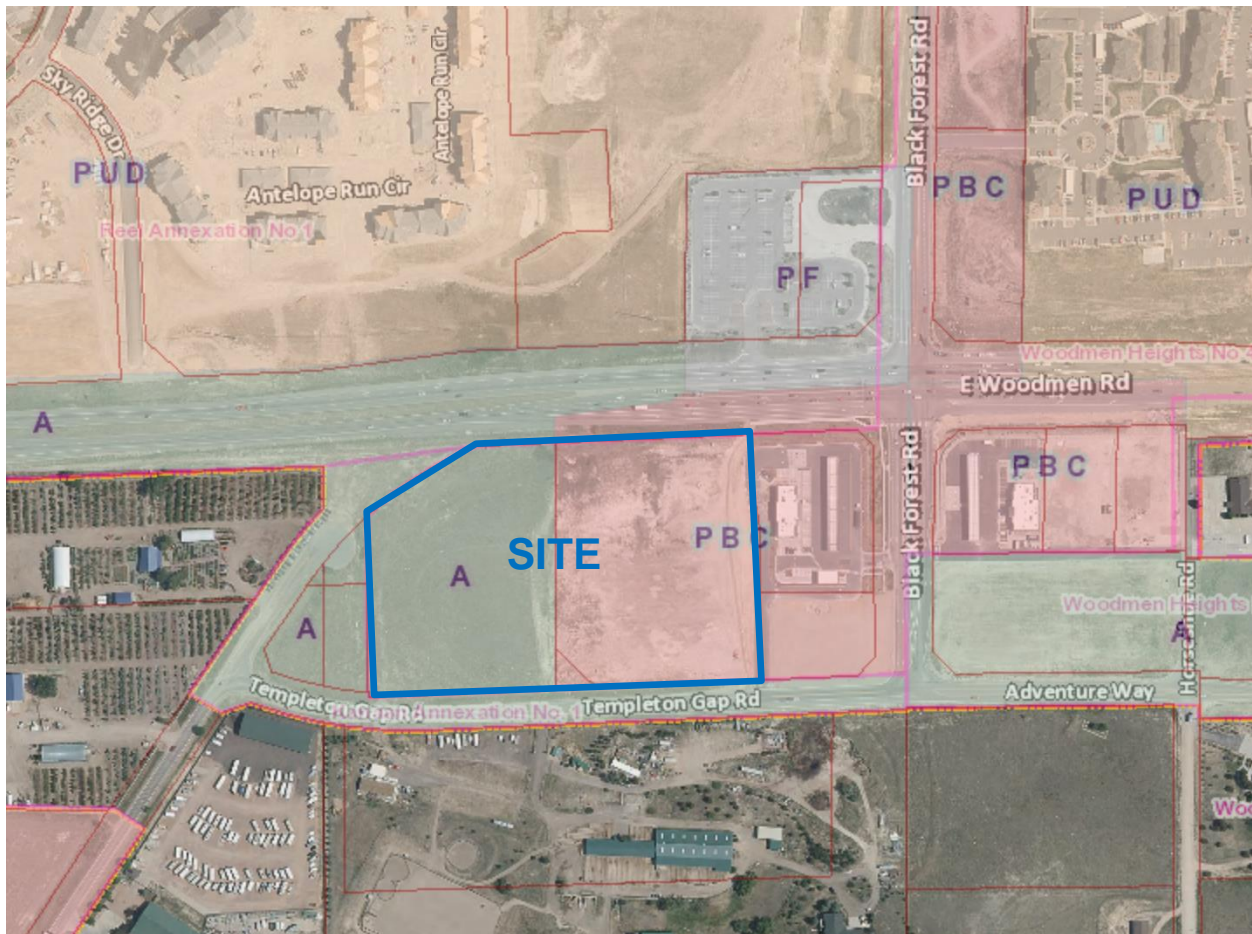 Sky Ridge Dr
Antelope Run Cir
Black Forest Rd
PUD
Antelope Run Cir
PBC
PUD
Reel Annexation No 1
PF
Woodmen Heights No
E Woodmen Rd
A
Black Forest Rd
PBC
PBC
SITE
A
Horseshoe Rd
Woodmen Heights
A
A
Templeton Gap Rd
Annexation No. 1
Templeton Gap Rd
Adventure Way
Woo